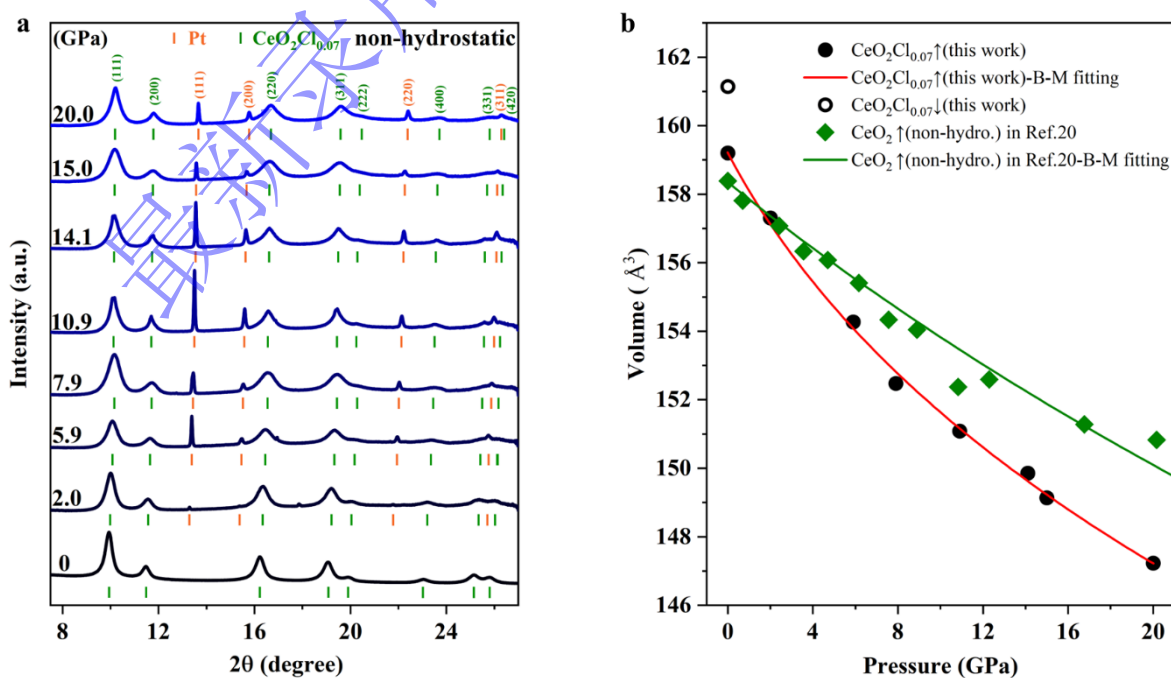 a
(GPa)
Pt
CeO₂Cl₀.₀₇
non-hydrostatic
(111)
(200)
(111)
(200)
(220)
(311)
(222)
(220)
(400)
(331)
(311)
(420)
20.0
15.0
14.1
10.9
7.9
5.9
2.0
0
Intensity (a.u.)
8 12 16 20 24
2θ (degree)
最新录用
b
CeO₂Cl₀.₀₇↑(this work)
CeO₂Cl₀.₀₇↑(this work)-B-M fitting
CeO₂Cl₀.₀₇↓(this work)
CeO₂↑(non-hydro.) in Ref.20
CeO₂↑(non-hydro.) in Ref.20-B-M fitting
162
160
158
156
154
152
150
148
146
Volume ( Å³)
0 4 8 12 16 20
Pressure (GPa)